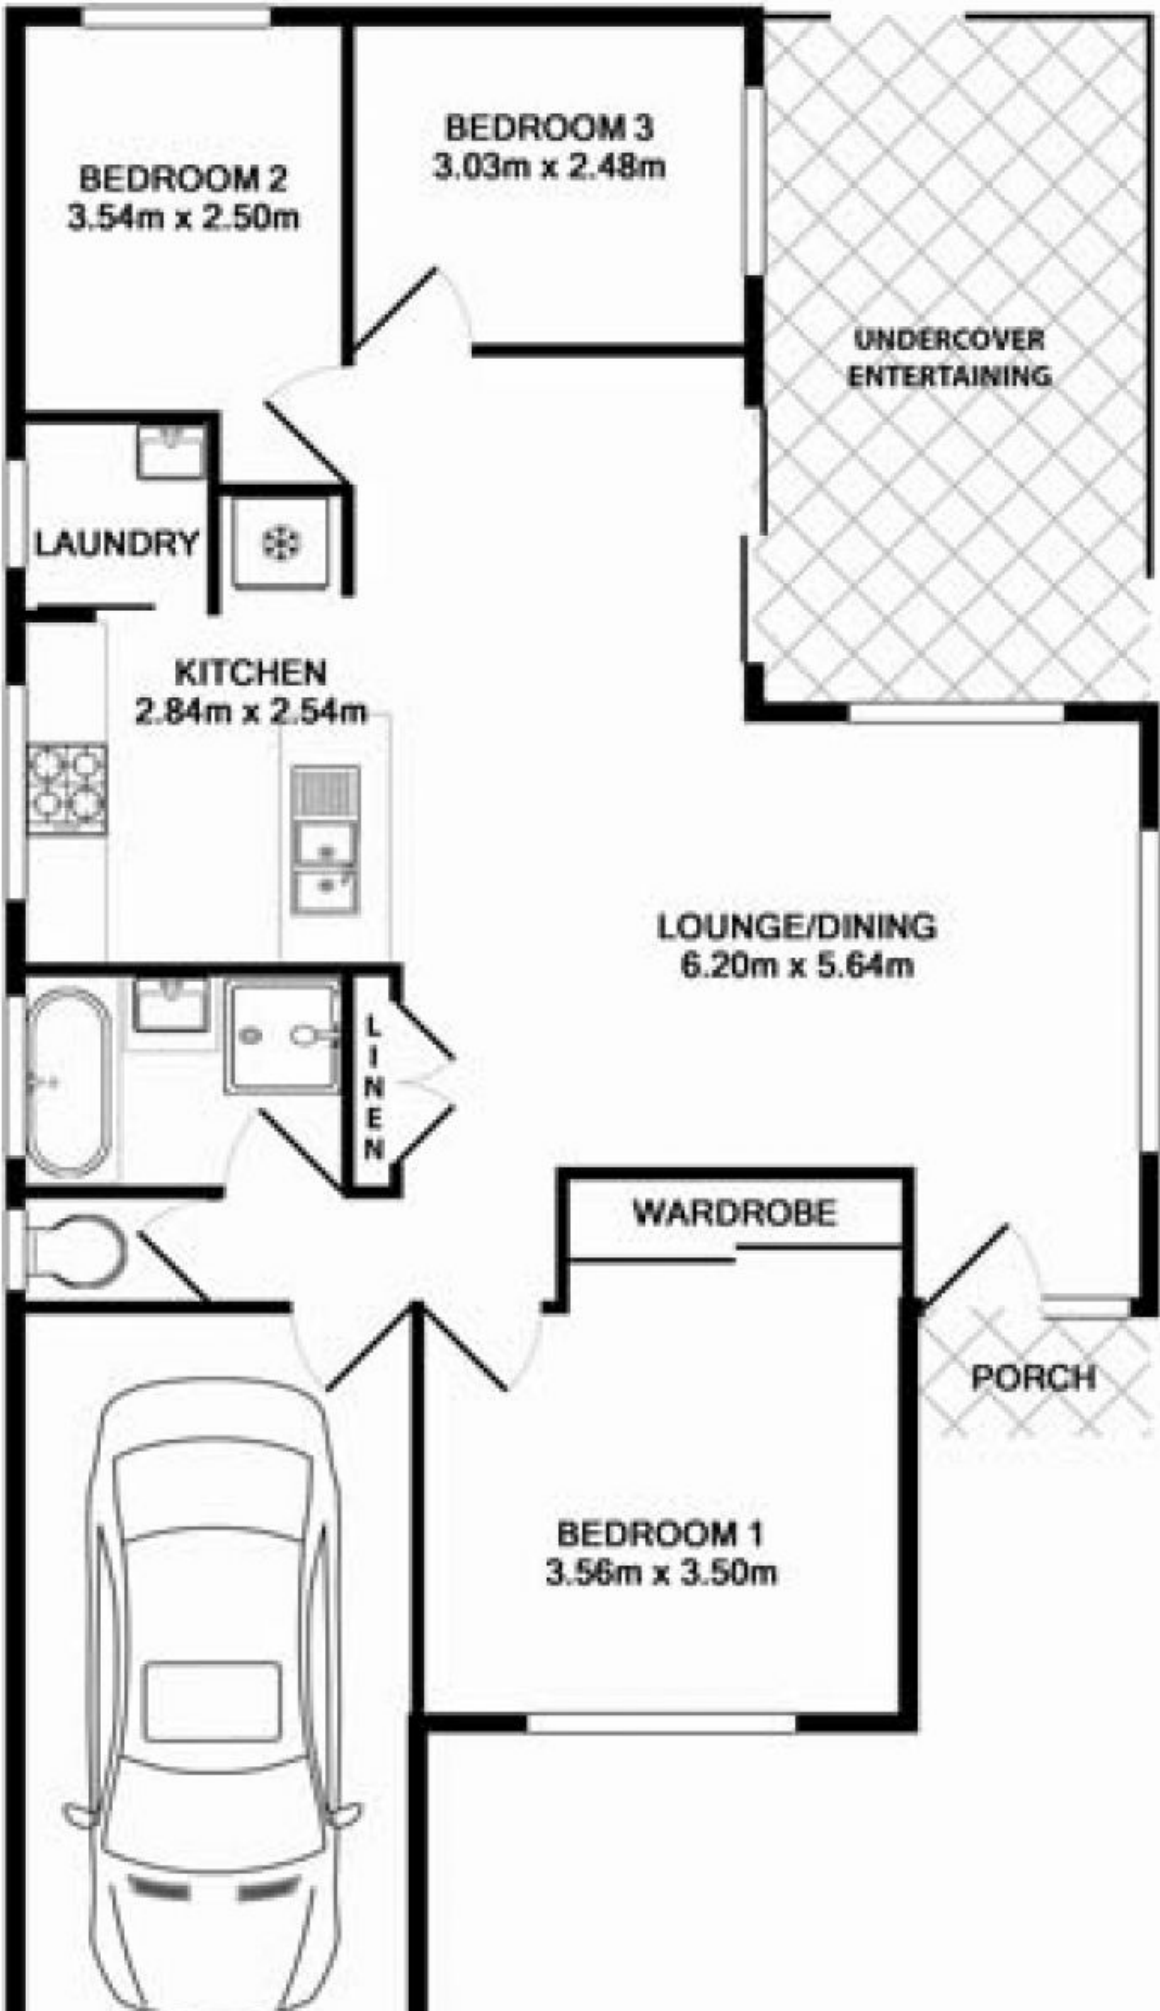 BEDROOM 3
3.03m x 2.48m
BEDROOM 2
3.54m x 2.50m
UNDERCOVER
ENTERTAINING
LAUNDRY
KITCHEN
2.84m x 2.54m
LOUNGE/DINING
6.20m x 5.64m
LINEN
WARDROBE
PORCH
BEDROOM 1
3.56m x 3.50m